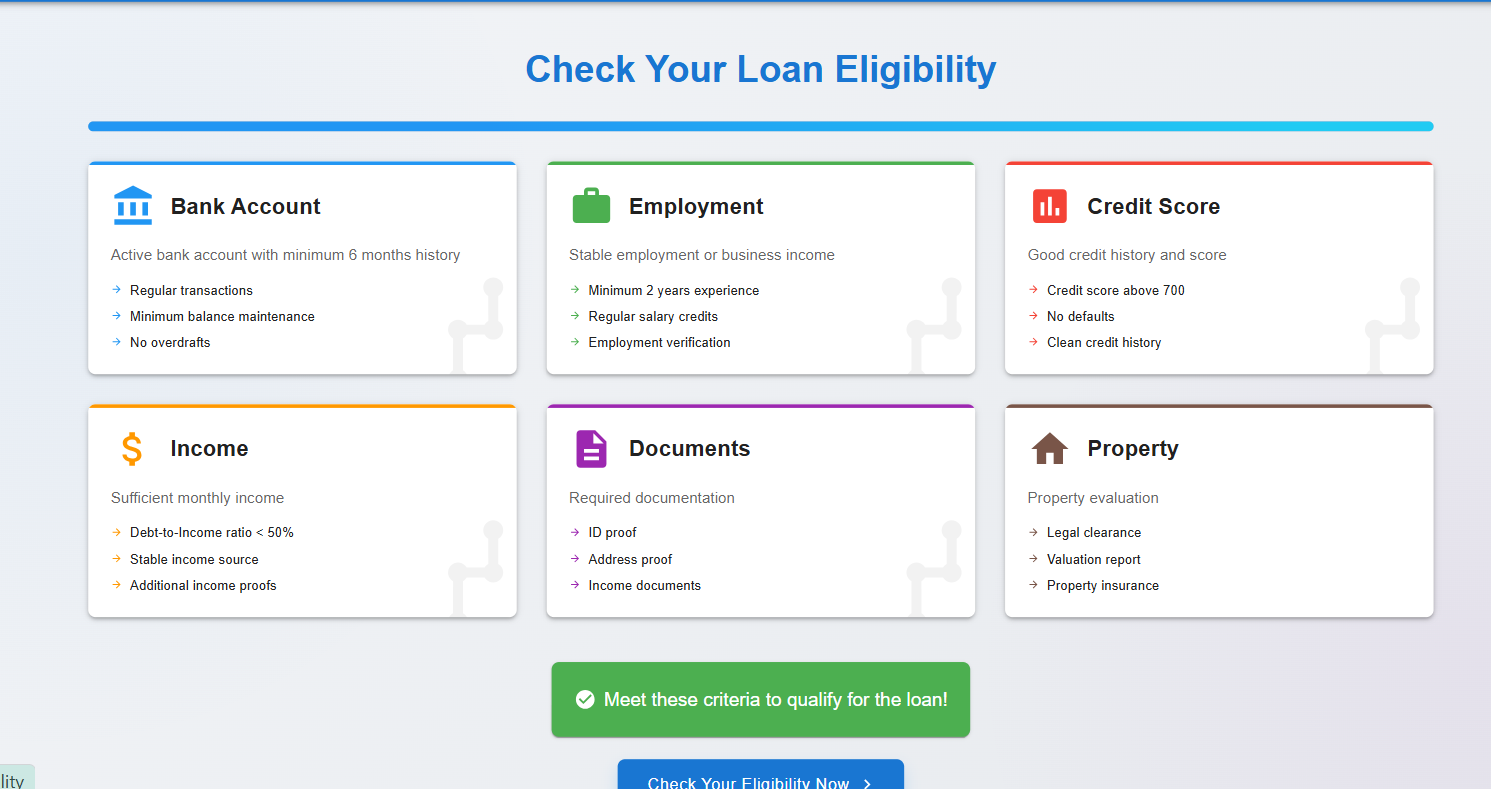 Check Your Loan Eligibility
Bank Account
Active bank account with minimum 6 months history
Regular transactions
Minimum balance maintenance
No overdrafts
Employment
Stable employment or business income
Minimum 2 years experience
Regular salary credits
Employment verification
Credit Score
Good credit history and score
Credit score above 700
No defaults
Clean credit history
Income
Sufficient monthly income
Debt-to-Income ratio < 50%
Stable income source
Additional income proofs
Documents
Required documentation
ID proof
Address proof
Income documents
Property
Property evaluation
Legal clearance
Valuation report
Property insurance
Meet these criteria to qualify for the loan!
Check Your Eligibility Now
lity